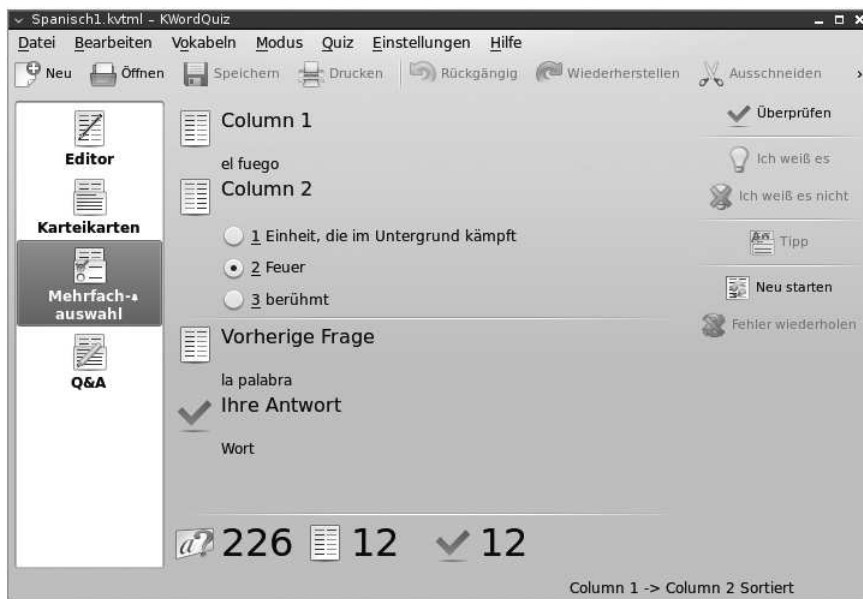 Spanisch1.kvtml – KWordQuiz
Datei Bearbeiten Vokabeln Modus Quiz Einstellungen Hilfe
Neu Öffnen Speichern Drucken Rückgängig Wiederherstellen Ausschneiden
Editor
Karteikarten
Mehrfach-
auswahl
Q&A
Column 1
el fuego
Column 2
1 Einheit, die im Untergrund kämpft
2 Feuer
3 berühmt
Vorherige Frage
la palabra
Ihre Antwort
Wort
a? 226 12 12
Überprüfen
Ich weiß es
Ich weiß es nicht
Tipp
Neu starten
Fehler wiederholen
Column 1 -> Column 2 Sortiert